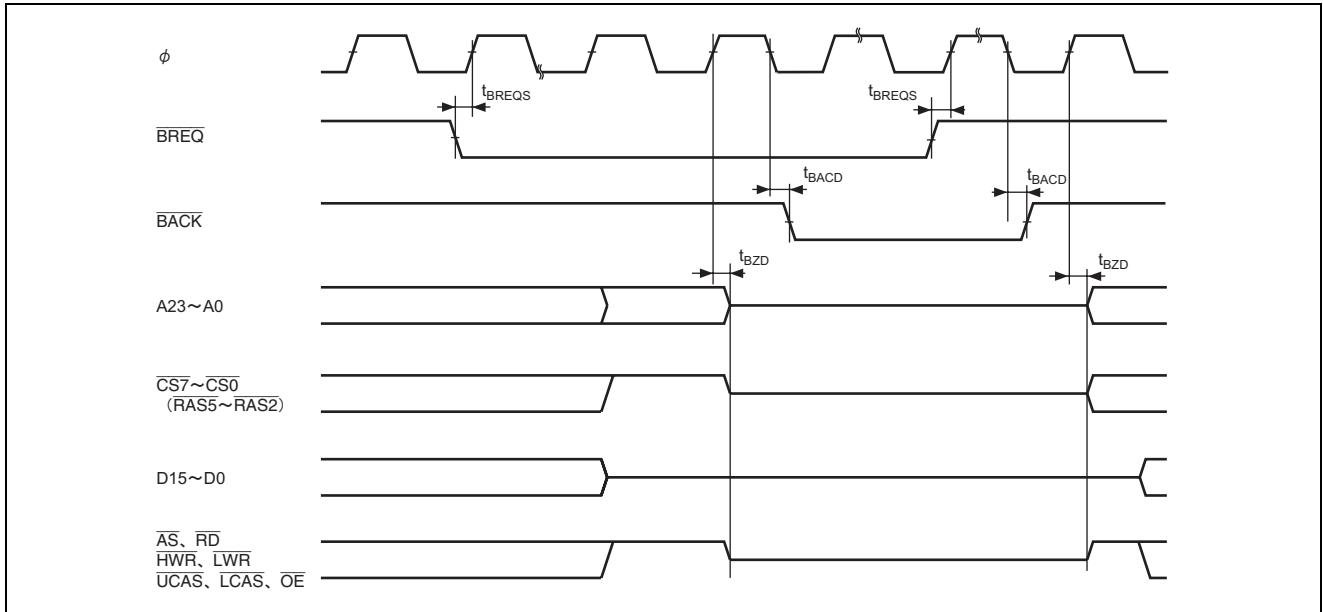 φ
tBREQS
tBREQS
BREQ
tBACD
tBACD
BACK
tBZD
tBZD
A23～A0
CS7～CS0
（RAS5～RAS2）
D15～D0
AS、RD
HWR、LWR
UCAS、LCAS、OE